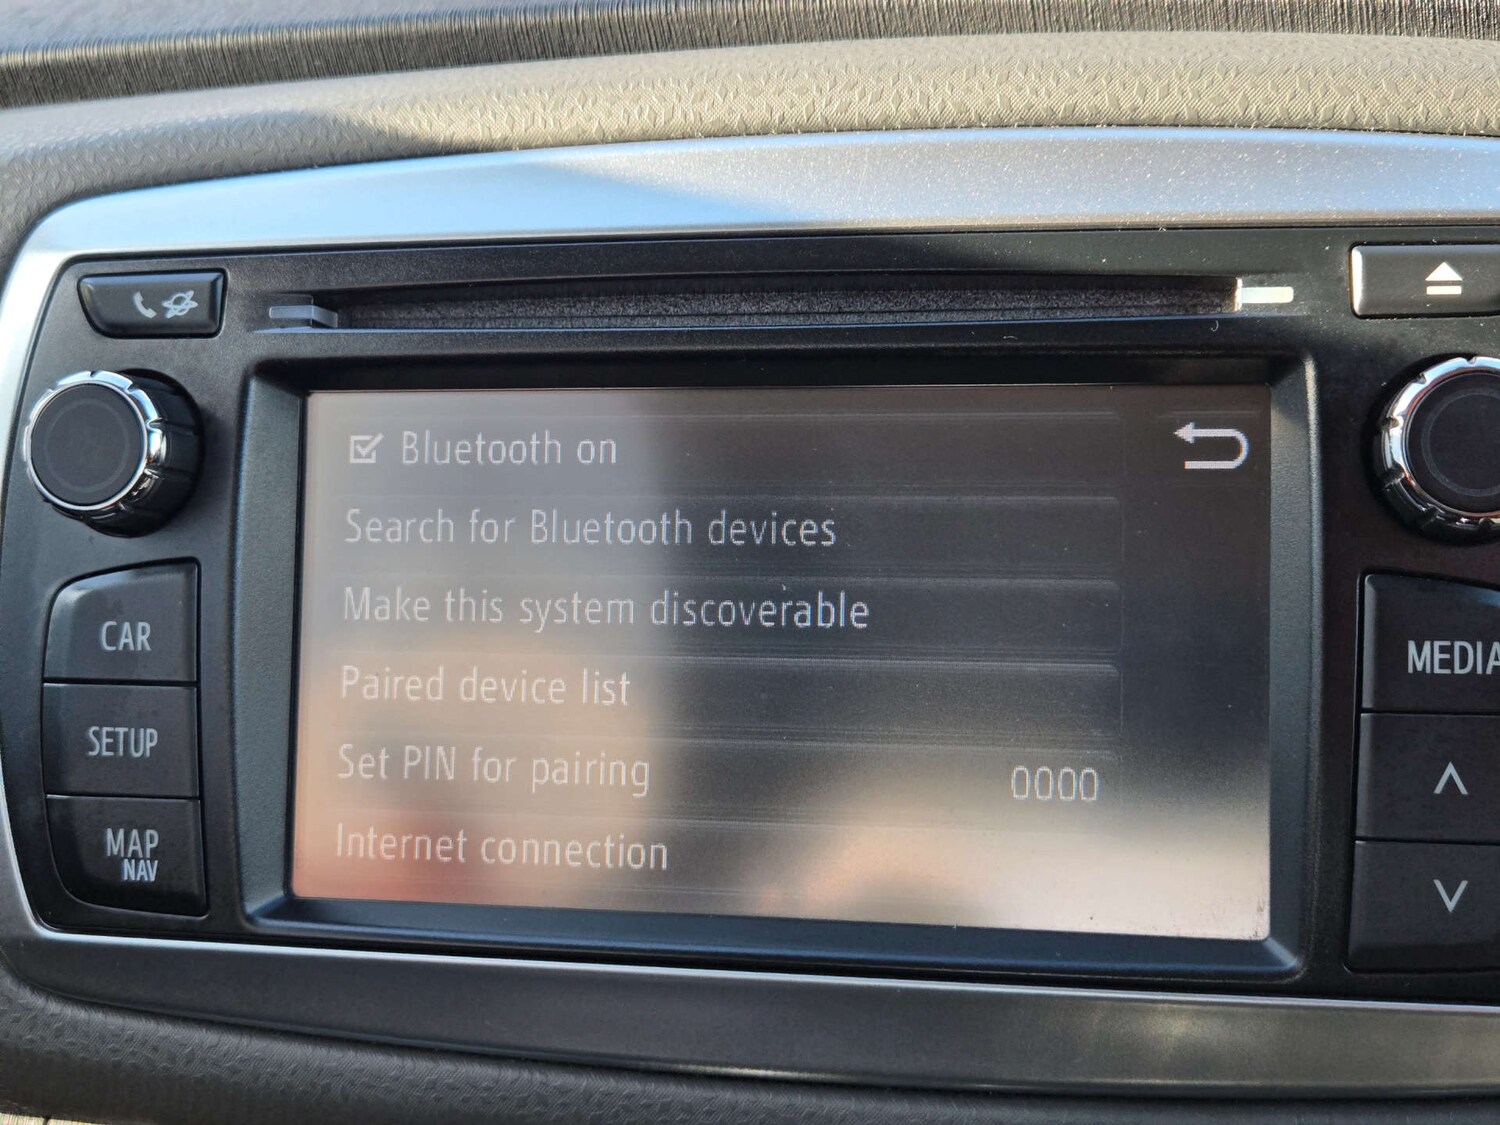 Bluetooth on
Search for Bluetooth devices
Make this system discoverable
Paired device list
Set PIN for pairing 0000
Internet connection
CAR
SETUP
MAP
NAV
MEDIA